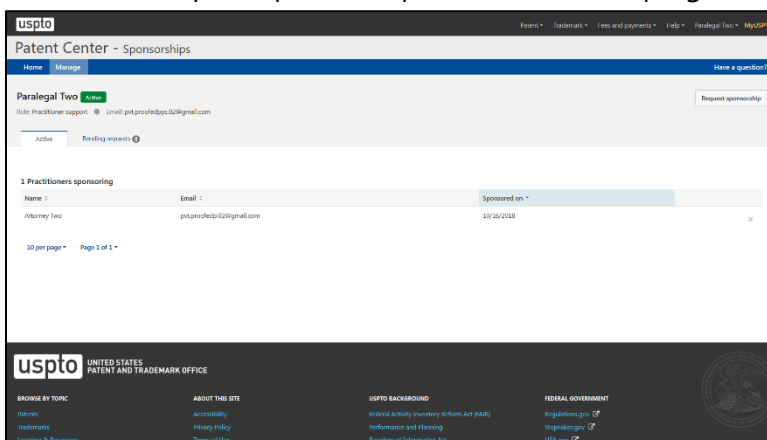 uspto Patent Trademark Fees and payments Help Paralegal Two MyUSPT
Patent Center - Sponsorships
Home Manage Have a question?
Paralegal Two Active Request sponsorship
Role: Practitioner support Email: pvt.proofedpps.02@gmail.com
Active Pending requests 0
1 Practitioners sponsoring
Name Email Sponsored on
Attorney Two pvt.proofedp.02@gmail.com 10/16/2018
10 per page Page 1 of 1
uspto UNITED STATES
PATENT AND TRADEMARK OFFICE
BROWSE BY TOPIC ABOUT THIS SITE USPTO BACKGROUND FEDERAL GOVERNMENT
Patents Accessibility Federal Activity Inventory Reform Act (FAIR) Regulations.gov
Trademarks Privacy Policy Performance and Planning StopFakes.gov